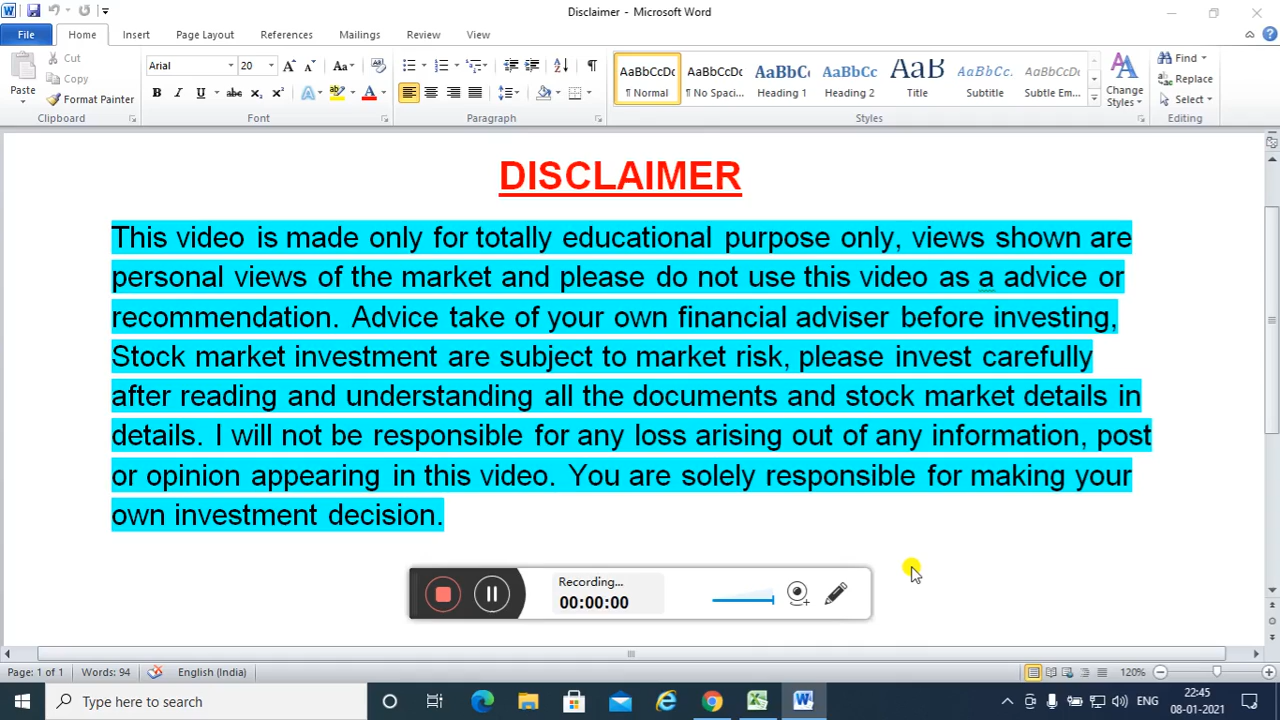 Disclaimer - Microsoft Word
File Home Insert Page Layout References Mailings Review View
Paste
Cut
Copy
Format Painter
Clipboard
Arial 20
Font
Paragraph
AaBbCcDc AaBbCcDc AaBbCc AaBbCc AaB AaBbCc. AaBbCcDc
¶ Normal ¶ No Spaci... Heading 1 Heading 2 Title Subtitle Subtle Em...
Change Styles
Styles
Find
Replace
Select
Editing
DISCLAIMER
This video is made only for totally educational purpose only, views shown are
personal views of the market and please do not use this video as a advice or
recommendation. Advice take of your own financial adviser before investing,
Stock market investment are subject to market risk, please invest carefully
after reading and understanding all the documents and stock market details in
details. I will not be responsible for any loss arising out of any information, post
or opinion appearing in this video. You are solely responsible for making your
own investment decision.
Recording...
00:00:00
Page: 1 of 1 Words: 94 English (India) 120%
Type here to search
ENG
22:45
08-01-2021